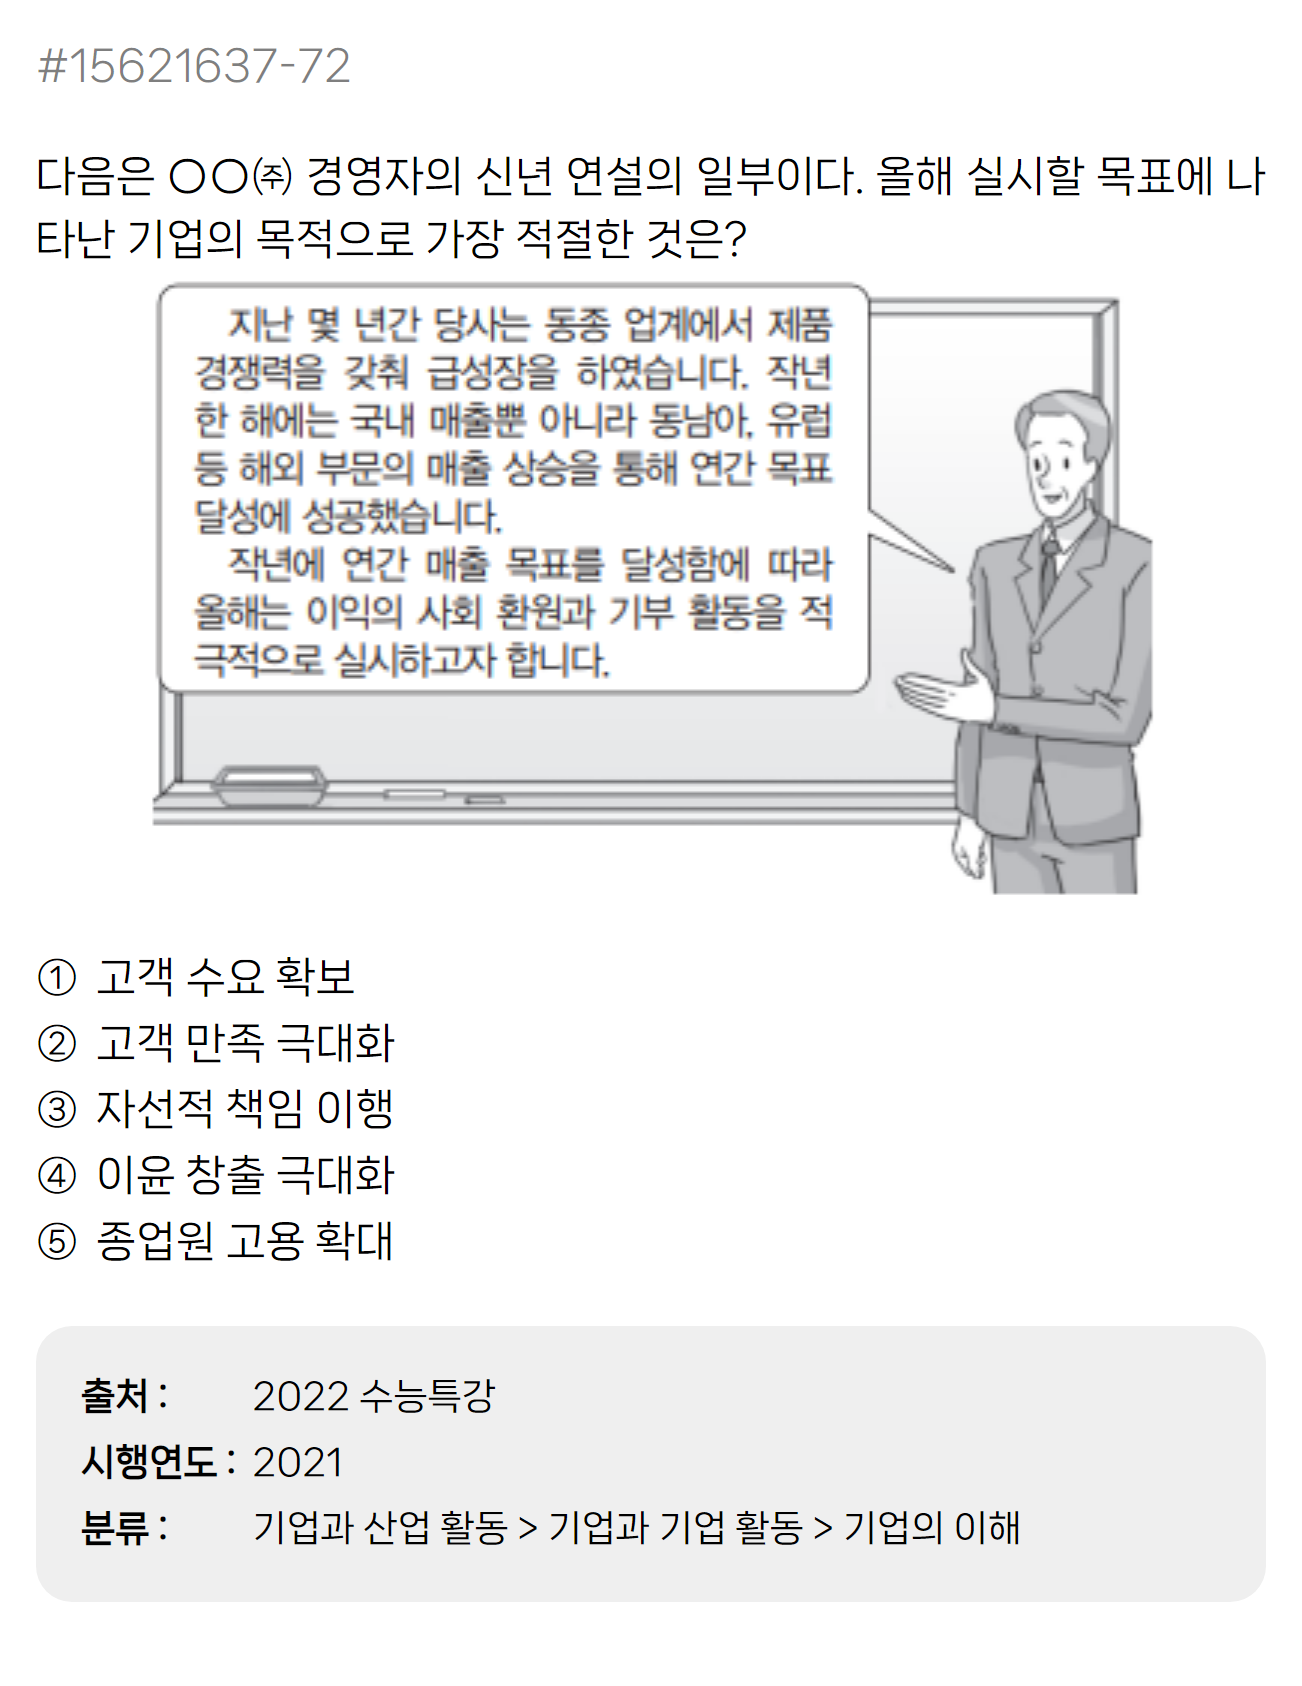 #15621637-72
다음은 ○○㈜ 경영자의 신년 연설의 일부이다. 올해 실시할 목표에 나
타난 기업의 목적으로 가장 적절한 것은?
지난 몇 년간 당사는 동종 업계에서 제품
경쟁력을 갖춰 급성장을 하였습니다. 작년
한 해에는 국내 매출뿐 아니라 동남아, 유럽
등 해외 부문의 매출 상승을 통해 연간 목표
달성에 성공했습니다.
작년에 연간 매출 목표를 달성함에 따라
올해는 이익의 사회 환원과 기부 활동을 적
극적으로 실시하고자 합니다.
① 고객 수요 확보
② 고객 만족 극대화
③ 자선적 책임 이행
④ 이윤 창출 극대화
⑤ 종업원 고용 확대
출처 : 2022 수능특강
시행연도 : 2021
분류 : 기업과 산업 활동 > 기업과 기업 활동 > 기업의 이해